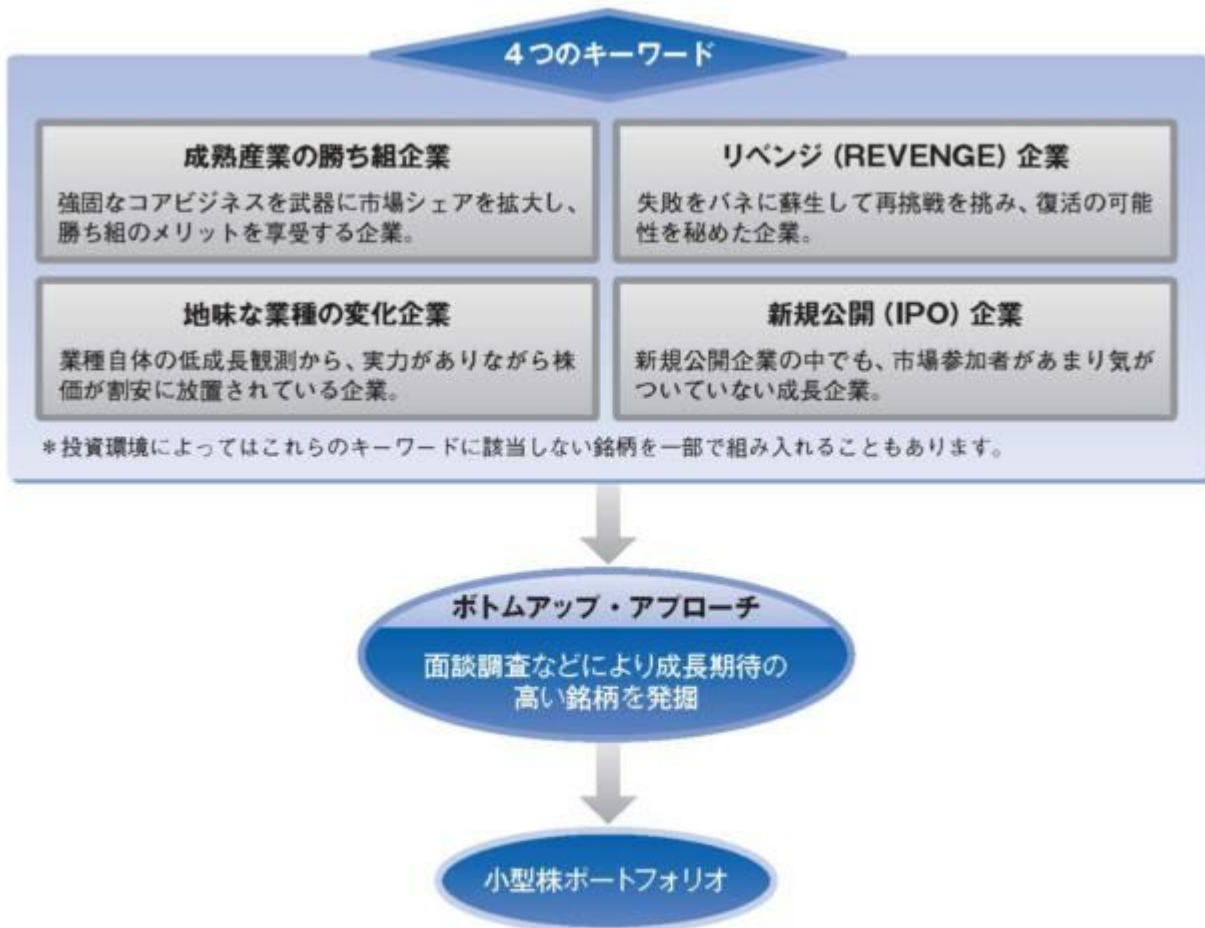 4つのキーワード
成熟産業の勝ち組企業
強固なコアビジネスを武器に市場シェアを拡大し、
勝ち組のメリットを享受する企業。
リベンジ (REVENGE) 企業
失敗をバネに蘇生して再挑戦を挑み、復活の可能
性を秘めた企業。
地味な業種の変化企業
業種自体の低成長観測から、実力がありながら株
価が割安に放置されている企業。
新規公開 (IPO) 企業
新規公開企業の中でも、市場参加者があまり気が
ついていない成長企業。
*投資環境によってはこれらのキーワードに該当しない銘柄を一部で組み入れることもあります。
ボトムアップ・アプローチ
面談調査などにより成長期待の
高い銘柄を発掘
小型株ポートフォリオ